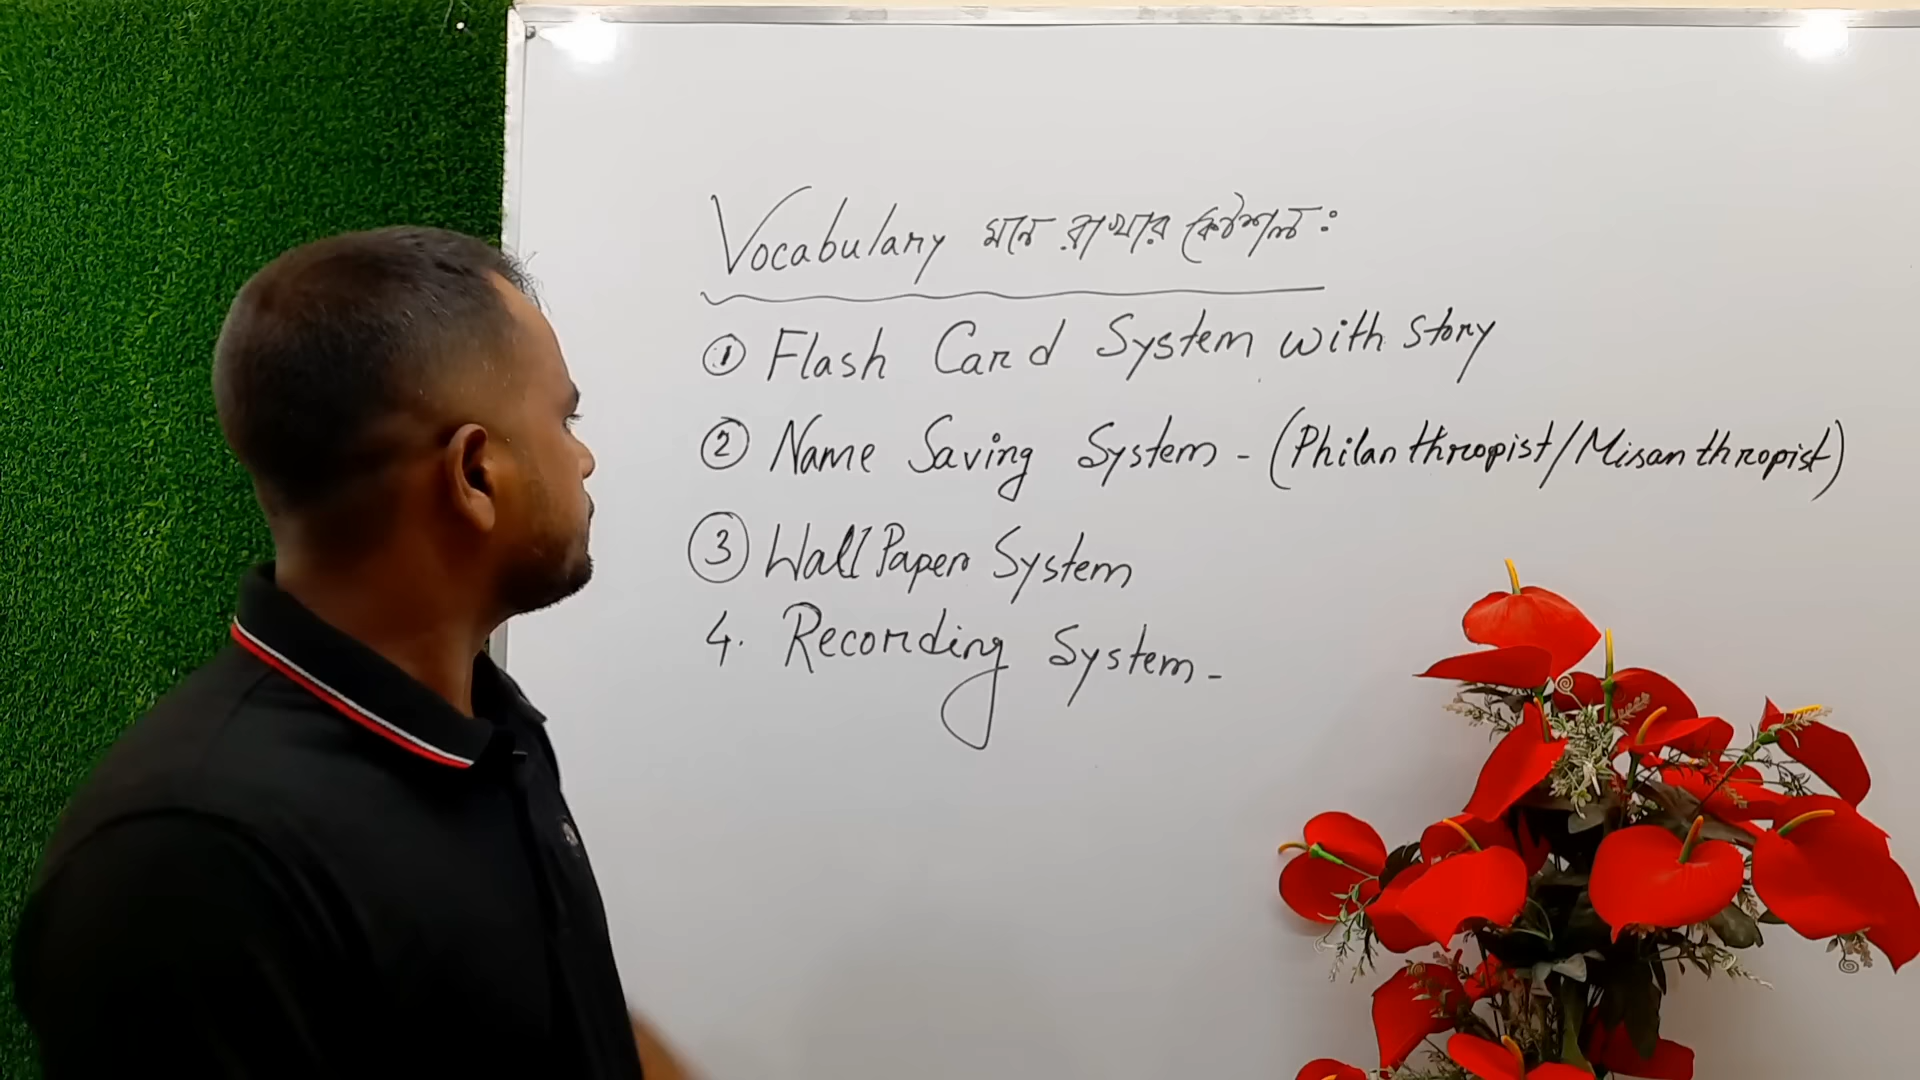 Vocabulary মনে রাখার কৌশল:
① Flash Card System with story
② Name Saving System - (Philanthropist/Misanthropist)
③ Wall Paper System
4. Recording System -